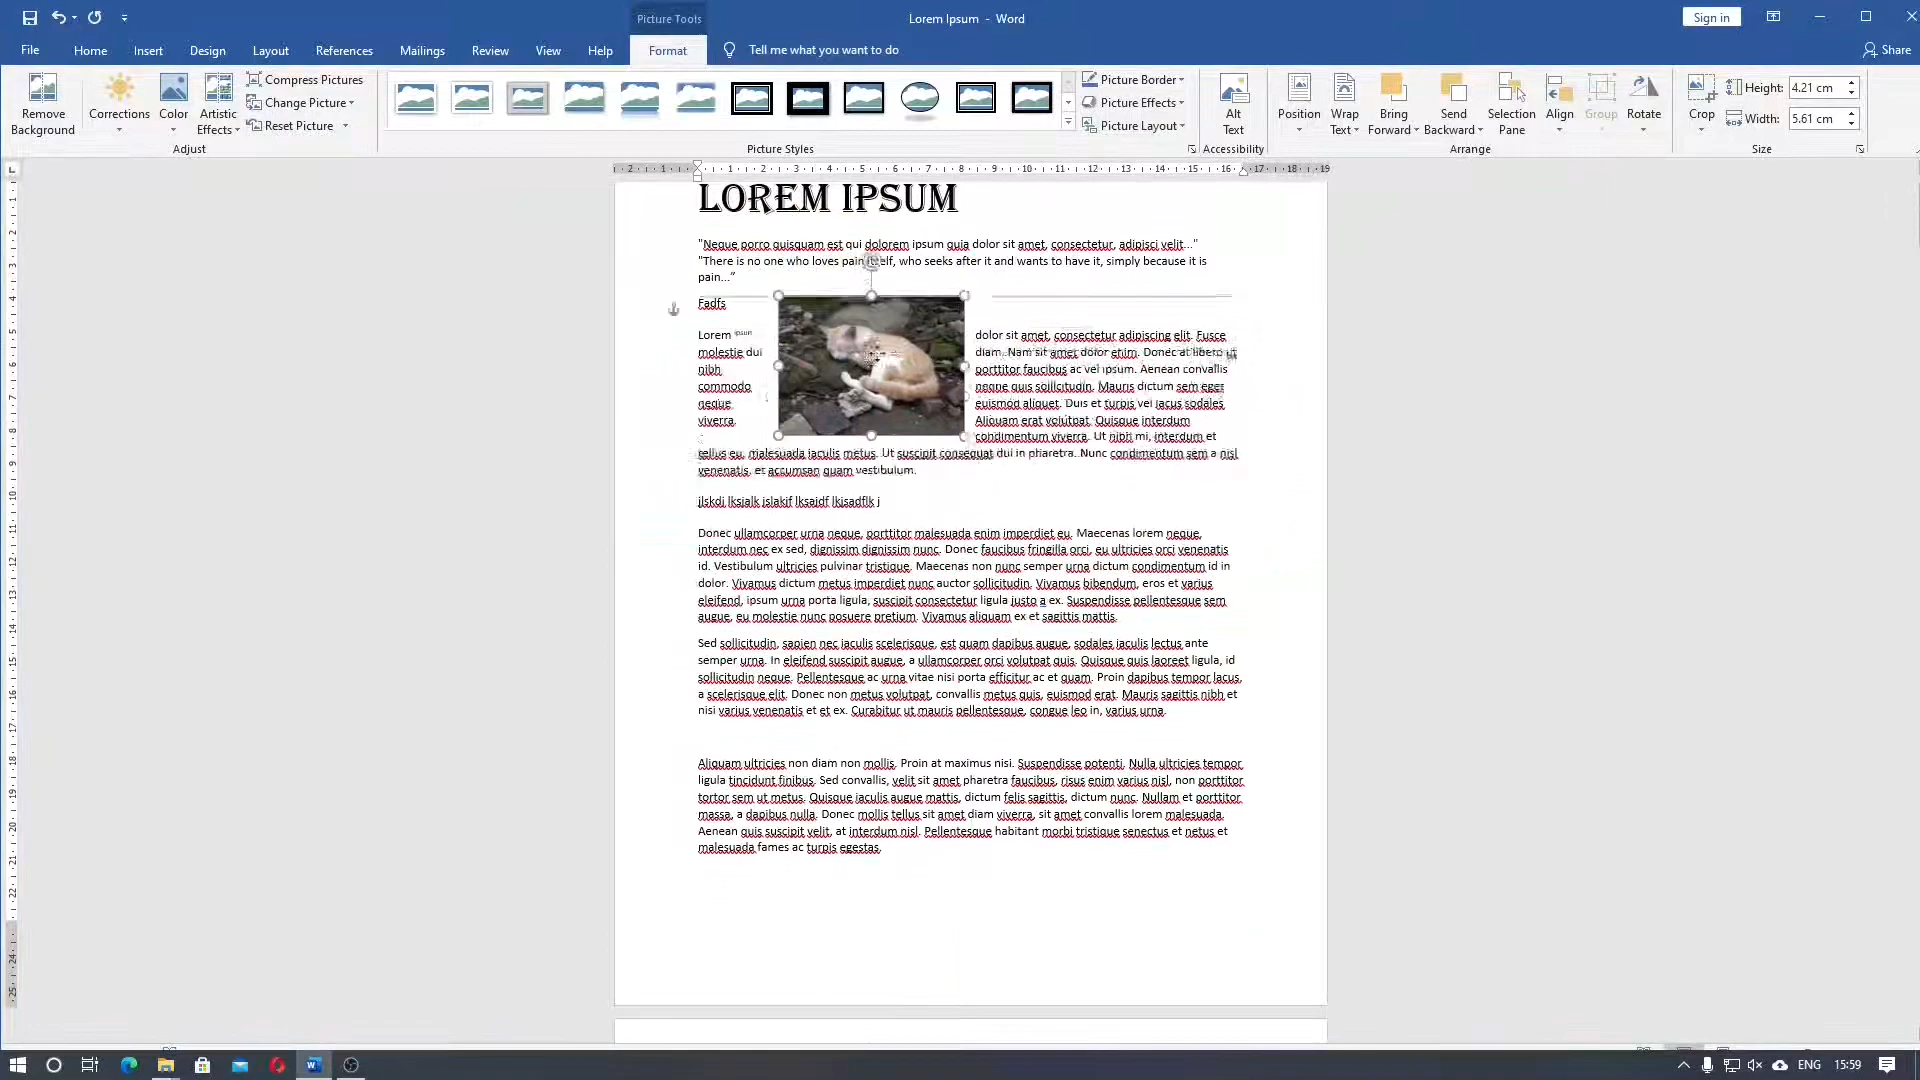 Picture Tools
Lorem Ipsum - Word
Sign in
File Home Insert Design Layout References Mailings Review View Help Format Tell me what you want to do
Share
Remove Background
Corrections
Color
Artistic Effects
Compress Pictures
Change Picture
Reset Picture
Adjust
Picture Styles
Picture Border
Picture Effects
Picture Layout
Alt Text
Accessibility
Position
Wrap Text
Bring Forward
Send Backward
Selection Pane
Align
Group
Rotate
Arrange
Crop
Height: 4.21 cm
Width: 5.61 cm
Size
LOREM IPSUM
"Neque porro quisquam est qui dolorem ipsum quia dolor sit amet, consectetur, adipisci velit..."
"There is no one who loves pain itself, who seeks after it and wants to have it, simply because it is
pain..."
Fadfs
Lorem ipsum dolor sit amet, consectetur adipiscing elit. Fusce
molestie dui diam. Nam sit amet dolor enim. Donec at libero ut
nibh porttitor faucibus ac vel ipsum. Aenean convallis
commodo neque quis sollicitudin. Mauris dictum sem eget
neque euismod aliquet. Duis et turpis vel lacus sodales
viverra. Aliquam erat volutpat. Quisque interdum
condimentum viverra. Ut nibh mi, interdum et
tellus eu, malesuada iaculis metus. Ut suscipit consequat dui in pharetra. Nunc condimentum sem a nisl
venenatis, et accumsan quam vestibulum.
jlskdj lksjalk jslakjf lksajdf lkjsadflk j
Donec ullamcorper urna neque, porttitor malesuada enim imperdiet eu. Maecenas lorem neque,
interdum nec ex sed, dignissim dignissim nunc. Donec faucibus fringilla orci, eu ultricies orci venenatis
id. Vestibulum ultricies pulvinar tristique. Maecenas non nunc semper urna dictum condimentum id in
dolor. Vivamus dictum metus imperdiet nunc auctor sollicitudin. Vivamus bibendum, eros et varius
eleifend, ipsum urna porta ligula, suscipit consectetur ligula justo a ex. Suspendisse pellentesque sem
augue, eu molestie nunc posuere pretium. Vivamus aliquam ex et sagittis mattis.
Sed sollicitudin, sapien nec iaculis scelerisque, est quam dapibus augue, sodales iaculis lectus ante
semper urna. In eleifend suscipit augue, a ullamcorper orci volutpat quis. Quisque quis laoreet ligula, id
sollicitudin neque. Pellentesque ac urna vitae nisi porta efficitur ac et quam. Proin dapibus tempor lacus,
a scelerisque elit. Donec non metus volutpat, convallis metus quis, euismod erat. Mauris sagittis nibh et
nisi varius venenatis et et ex. Curabitur ut mauris pellentesque, congue leo in, varius urna.
Aliquam ultricies non diam non mollis. Proin at maximus nisi. Suspendisse potenti. Nulla ultricies tempor
ligula tincidunt finibus. Sed convallis, velit sit amet pharetra faucibus, risus enim varius nisl, non porttitor
tortor sem ut metus. Quisque iaculis augue mattis, dictum felis sagittis, dictum nunc. Nullam et porttitor
massa, a dapibus nulla. Donec mollis tellus sit amet diam viverra, sit amet convallis lorem malesuada.
Aenean quis suscipit velit, at interdum nisl. Pellentesque habitant morbi tristique senectus et netus et
malesuada fames ac turpis egestas.
ENG 15:59